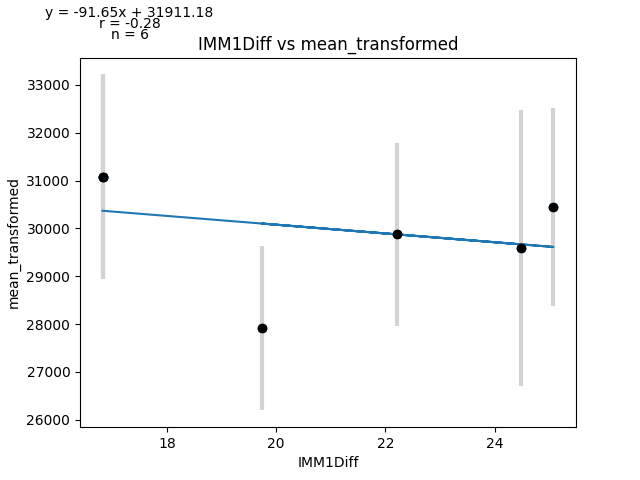 y = -91.65x + 31911.18
r = -0.28
n = 6
IMM1Diff vs mean_transformed
33000
32000
31000
30000
29000
28000
27000
26000
mean_transformed
18
20
22
24
IMM1Diff